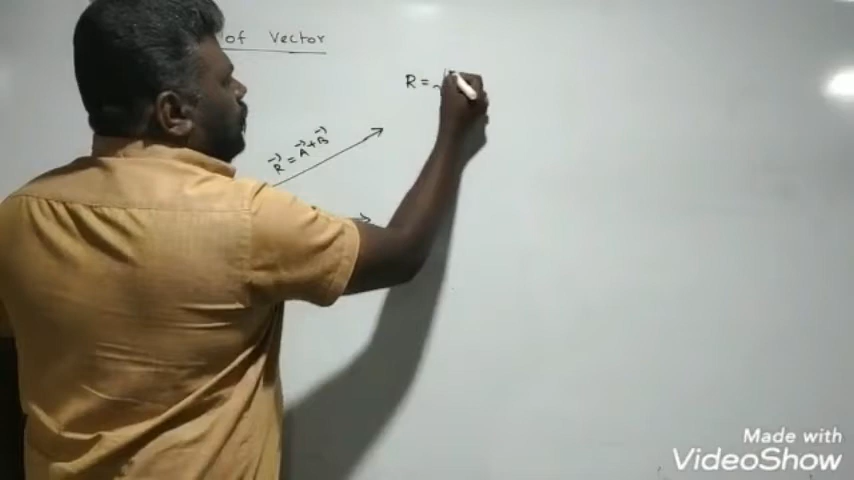 of Vector
R = √
R⃗ = A⃗ + B⃗
Made with
VideoShow